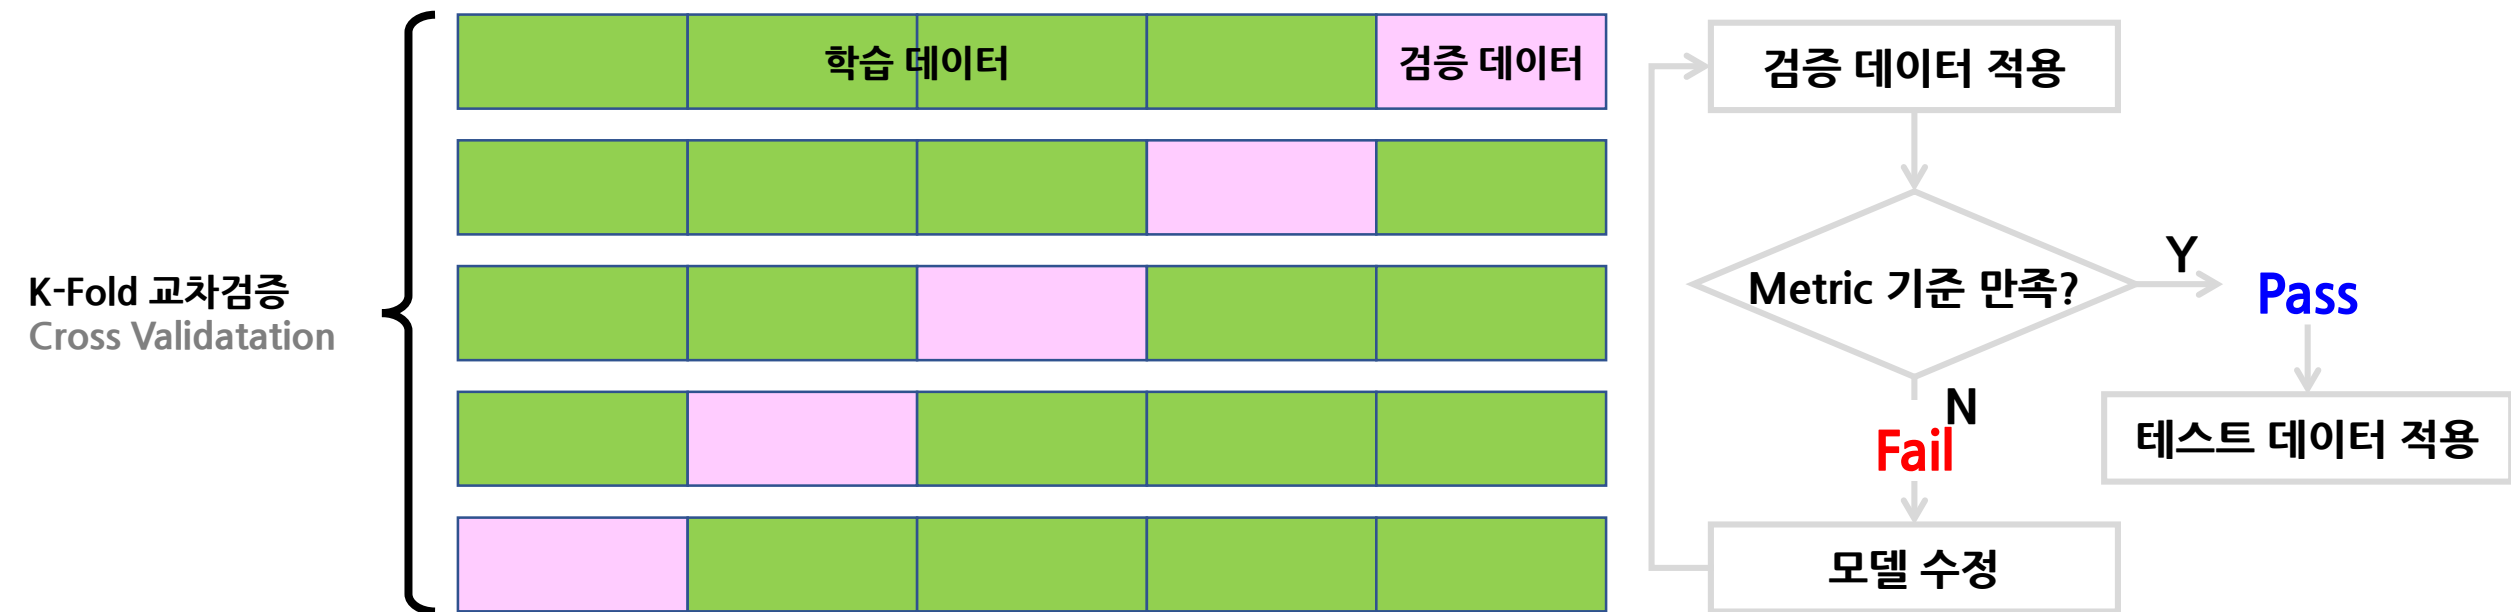 K-Fold 교차검증
Cross Validatation
학습 데이터
검증 데이터
검증 데이터 적용
Metric 기준 만족?
Y
Pass
N
Fail
테스트 데이터 적용
모델 수정